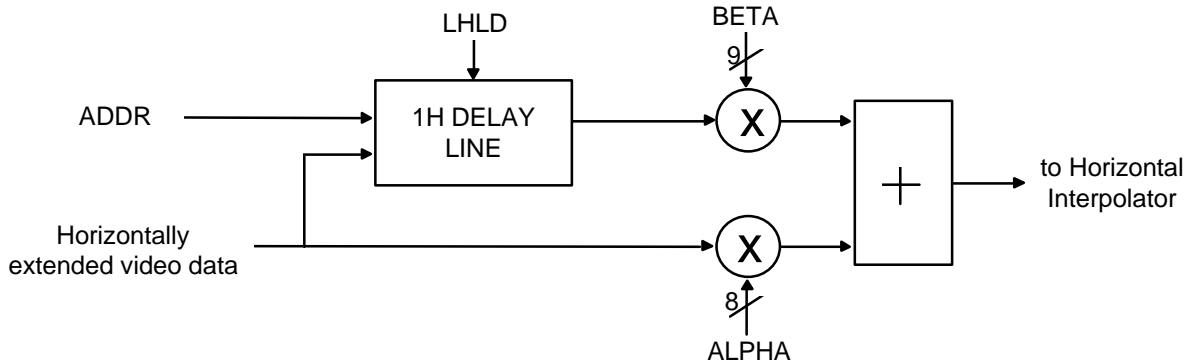 LHLD
BETA
9
ADDR
1H DELAY
LINE
X
+
to Horizontal
Interpolator
Horizontally
extended video data
X
8
ALPHA